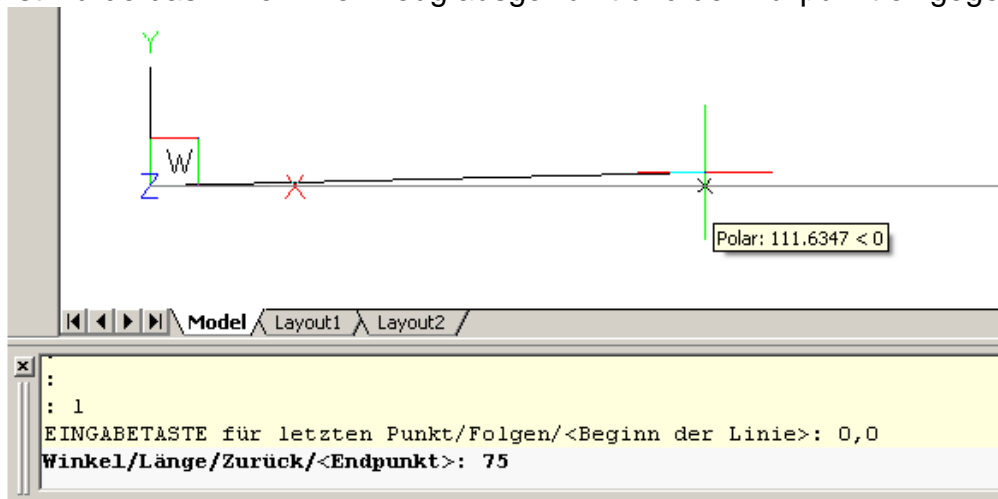 Y
W
Z
X
Polar: 111.6347 < 0
Model Layout1 Layout2
:
:
: l
EINGABETASTE für letzten Punkt/Folgen/<Beginn der Linie>: 0,0
Winkel/Länge/Zurück/<Endpunkt>: 75